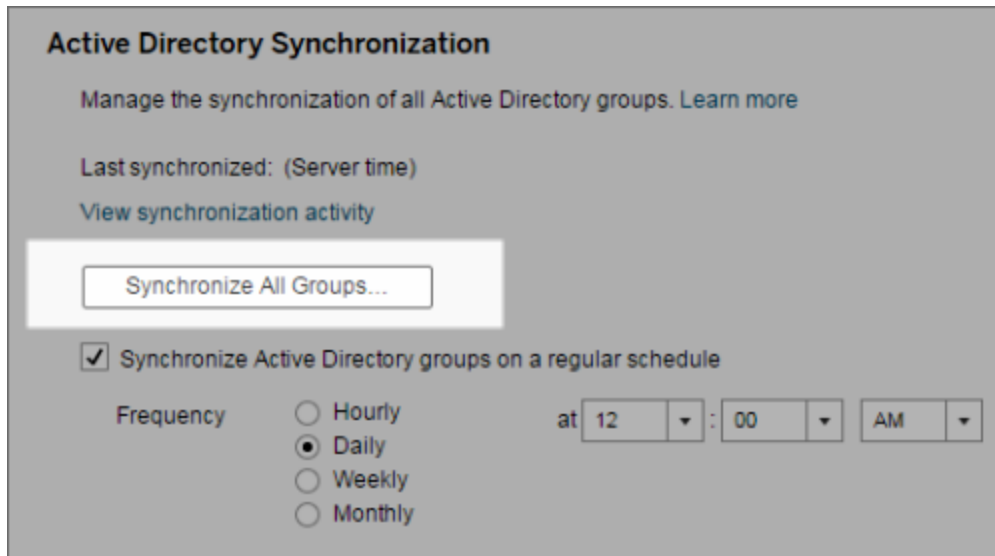 Active Directory Synchronization
Manage the synchronization of all Active Directory groups. Learn more
Last synchronized: (Server time)
View synchronization activity
Synchronize All Groups...
Synchronize Active Directory groups on a regular schedule
Frequency Hourly at 12 : 00 AM
Daily
Weekly
Monthly